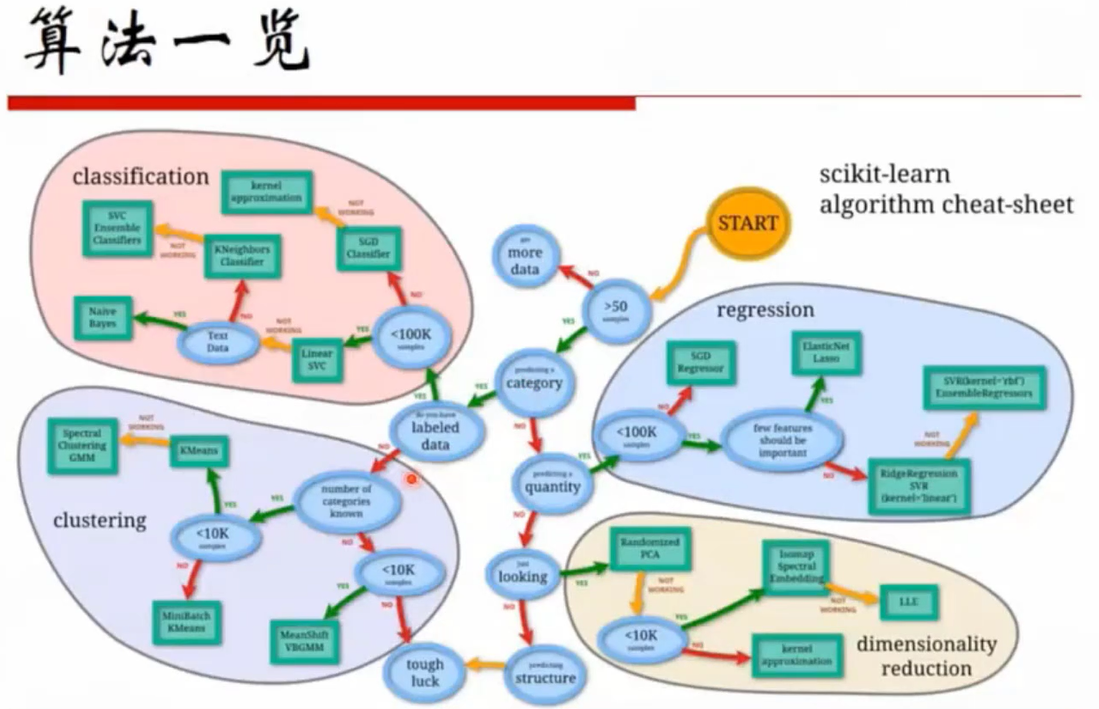 算法一览
scikit-learn
algorithm cheat-sheet
START
>50
samples
NO
get
more
data
YES
predicting a
category
YES
NO
do you have
labeled
data
YES
NO
predicting a
quantity
YES
NO
just
looking
YES
NO
predicting
structure
tough
luck
classification
kernel
approximation
NOT
WORKING
SVC
Ensemble
Classifiers
NOT
WORKING
KNeighbors
Classifier
SGD
Classifier
NO
<100K
samples
YES
Linear
SVC
NOT
WORKING
Text
Data
YES
NO
Naive
Bayes
regression
SGD
Regressor
ElasticNet
Lasso
SVR(kernel='rbf')
EnsembleRegressors
<100K
samples
NO
YES
few features
should be
important
YES
NO
NOT
WORKING
RidgeRegression
SVR
(kernel='linear')
clustering
Spectral
Clustering
GMM
NOT
WORKING
KMeans
YES
number of
categories
known
YES
NO
<10K
samples
NO
MiniBatch
KMeans
<10K
samples
YES
NO
MeanShift
VBGMM
Randomized
PCA
NOT
WORKING
<10K
samples
YES
NO
Isomap
Spectral
Embedding
NOT
WORKING
LLE
kernel
approximation
dimensionality
reduction